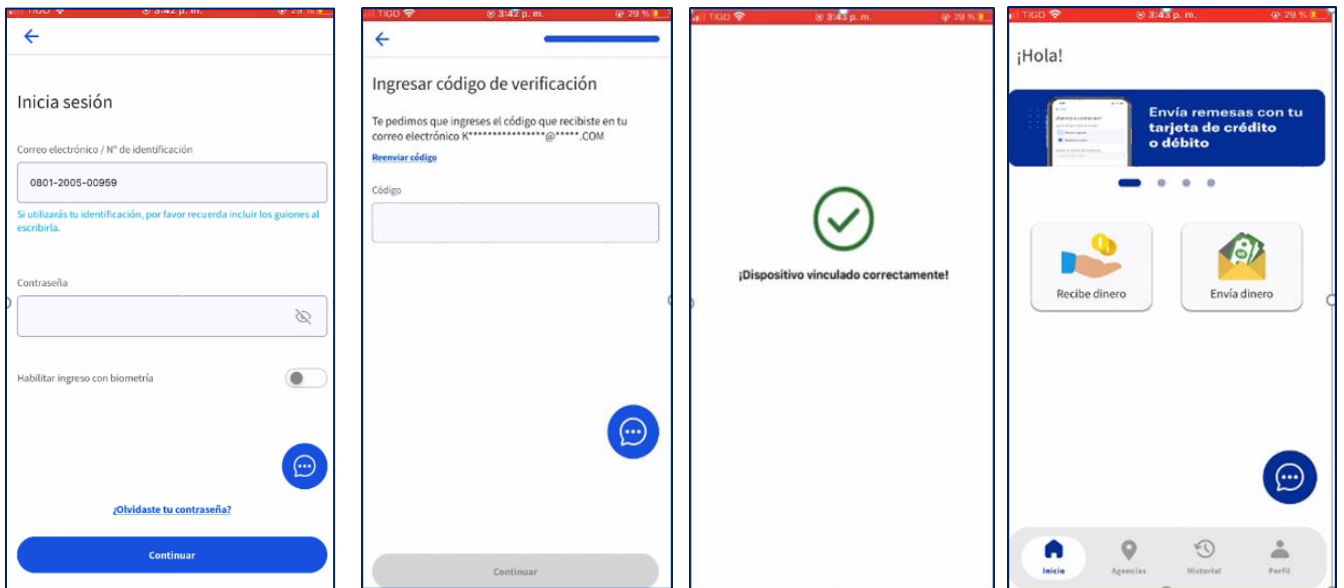 TIGO 3:42 p. m. 29 %
Inicia sesión
Correo electrónico / N° de identificación
0801-2005-00959
Si utilizarás tu identificación, por favor recuerda incluir los guiones al
escribirla.
Contraseña
Habilitar ingreso con biometría
¿Olvidaste tu contraseña?
Continuar
TIGO 3:42 p. m. 29 %
Ingresar código de verificación
Te pedimos que ingreses el código que recibiste en tu
correo electrónico K****************@*****.COM
Reenviar código
Código
Continuar
TIGO 3:43 p. m. 29 %
¡Dispositivo vinculado correctamente!
TIGO 3:43 p. m. 29 %
¡Hola!
Envía remesas con tu
tarjeta de crédito
o débito
Recibe dinero Envía dinero
Inicio Agencias Historial Perfil